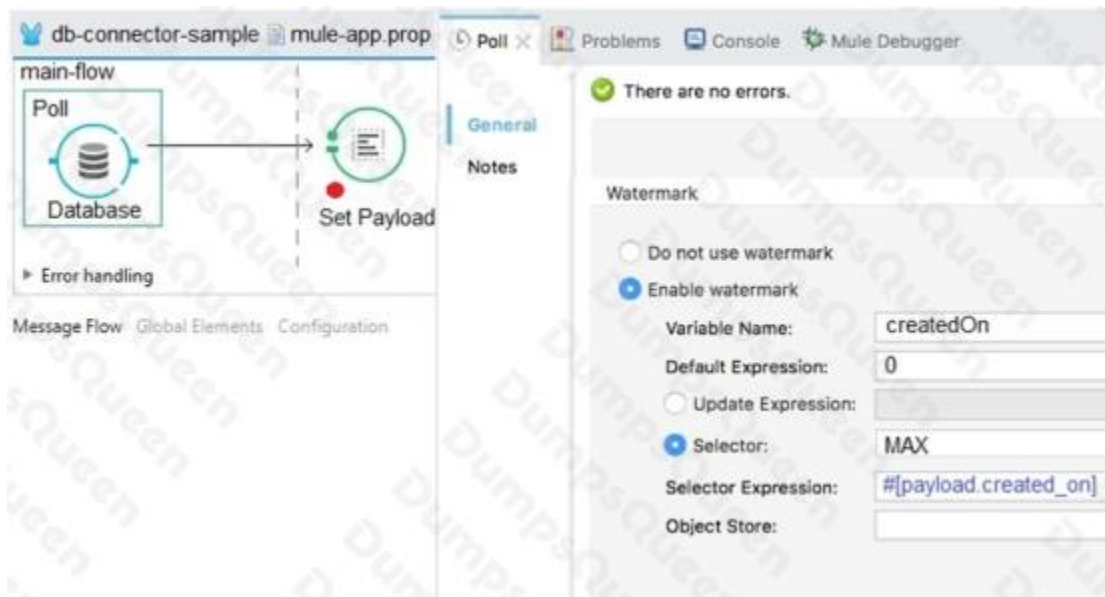 db-connector-sample mule-app.prop
main-flow
Poll
Database
Set Payload
Error handling
Message Flow Global Elements Configuration
Poll Problems Console Mule Debugger
There are no errors.
General
Notes
Watermark
Do not use watermark
Enable watermark
Variable Name: createdOn
Default Expression: 0
Update Expression:
Selector: MAX
Selector Expression: #[payload.created_on]
Object Store:
DumpsQueen